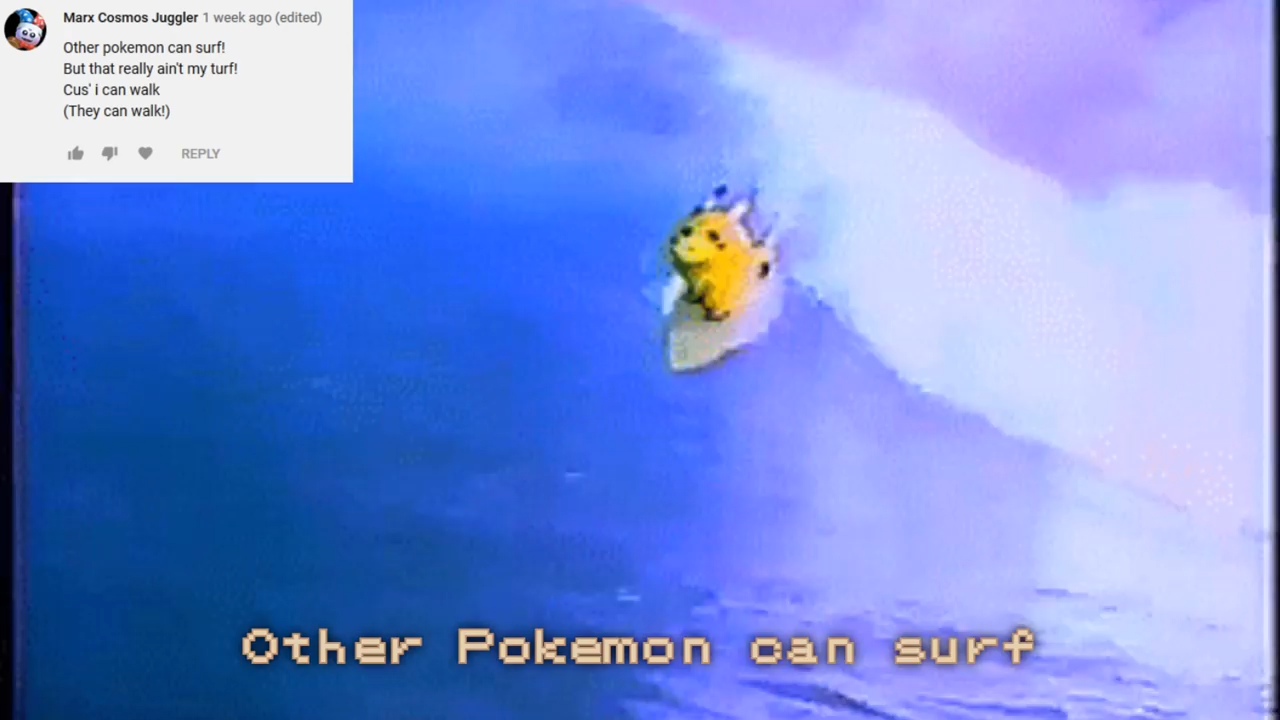 Marx Cosmos Juggler 1 week ago (edited)
Other pokemon can surf!
But that really ain't my turf!
Cus' i can walk
(They can walk!)
REPLY
Other Pokemon can surf